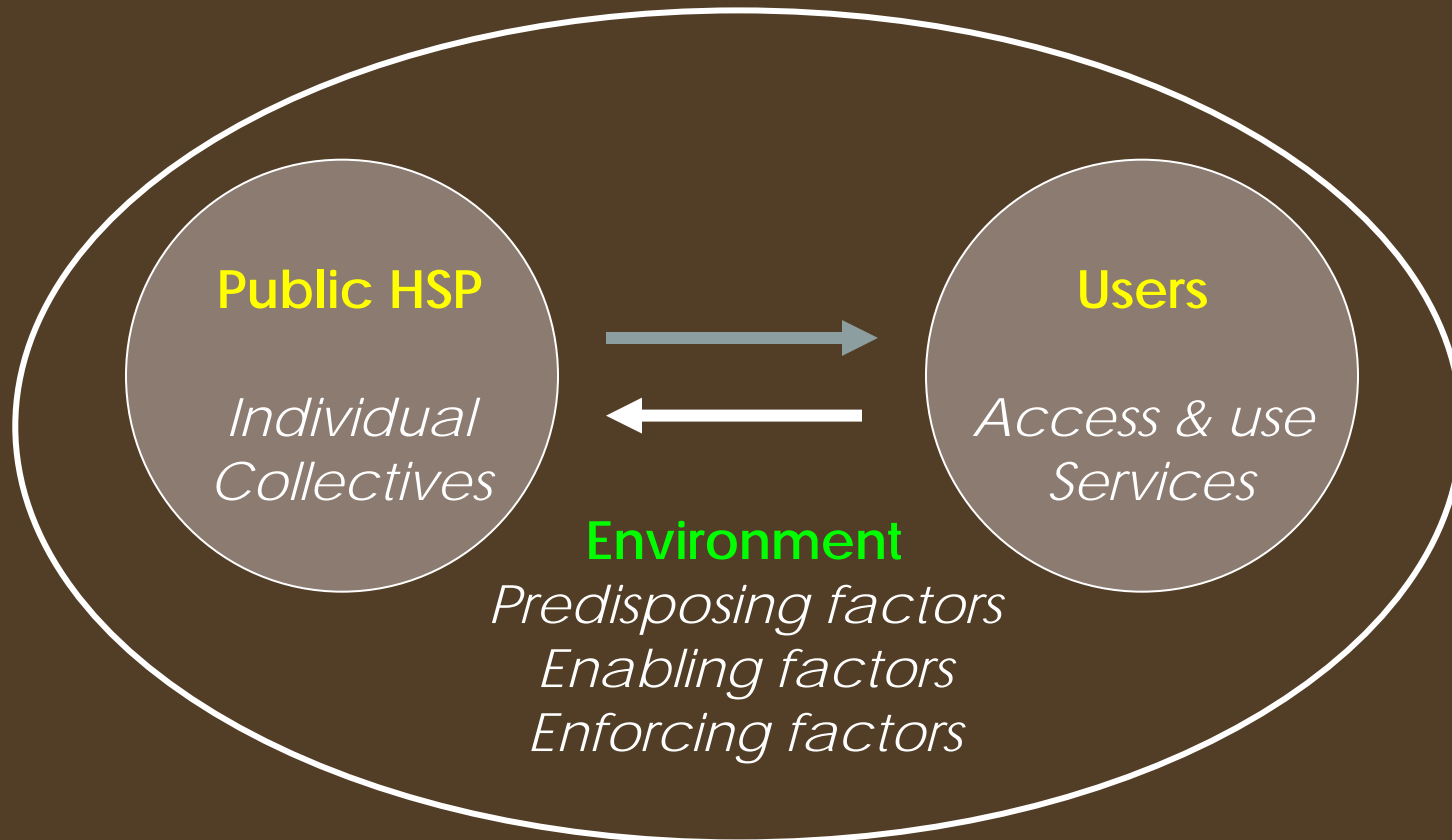 Public HSP
Individual
Collectives
Users
Access & use
Services
Environment
Predisposing factors
Enabling factors
Enforcing factors